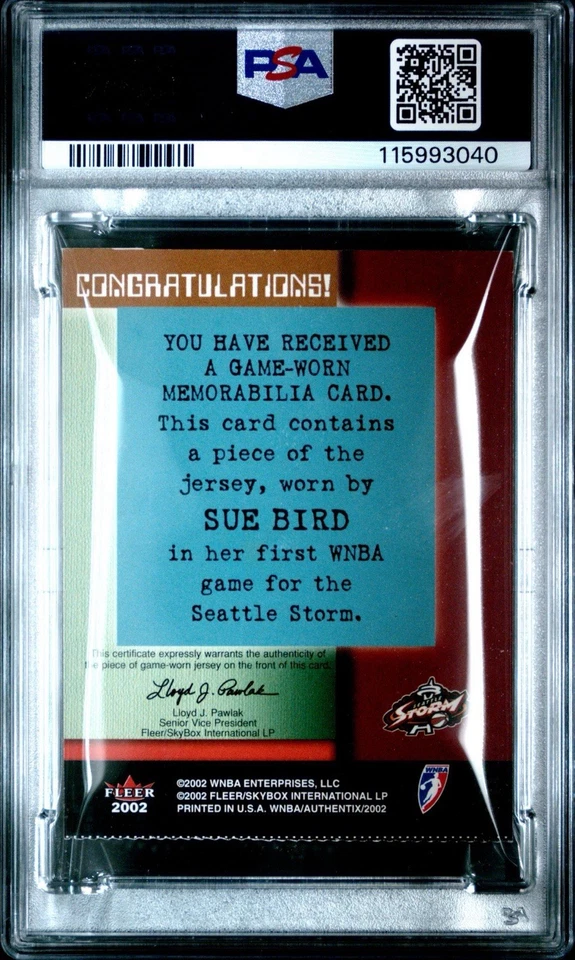 PSA
115993040
CONGRATULATIONS!
YOU HAVE RECEIVED
A GAME-WORN
MEMORABILIA CARD.
This card contains
a piece of the
jersey, worn by
SUE BIRD
in her first WNBA
game for the
Seattle Storm.
This certificate expressly warrants the authenticity of
the piece of game-worn jersey on the front of this card.
Lloyd J. Pawlak
Lloyd J. Pawlak
Senior Vice President
Fleer/SkyBox International LP
SEATTLE
STORM
FLEER
2002
©2002 WNBA ENTERPRISES, LLC
©2002 FLEER/SKYBOX INTERNATIONAL LP
PRINTED IN U.S.A. WNBA/AUTHENTIX/2002
WNBA
PSA